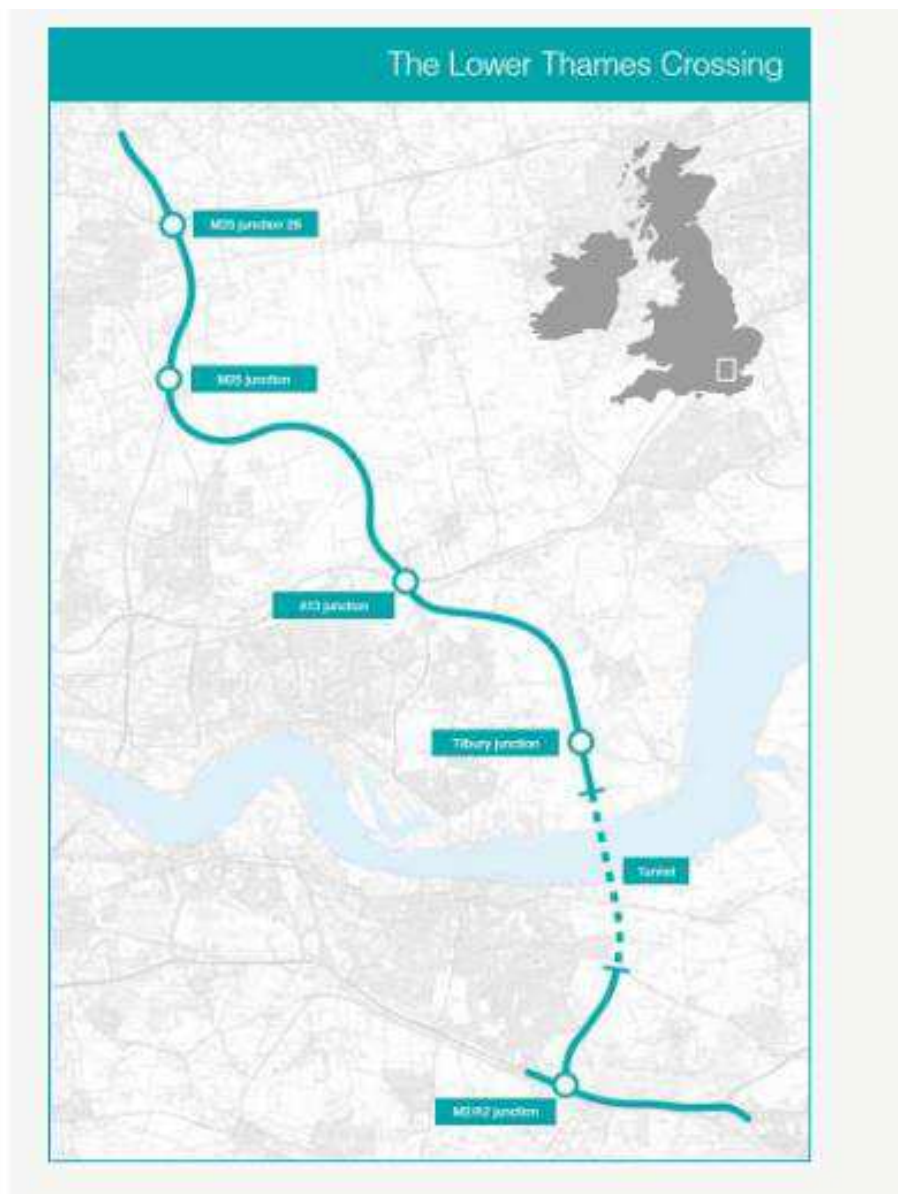 The Lower Thames Crossing
M25 junction 29
M25 junction
A13 junction
Tilbury junction
Tunnel
M2/A2 junction